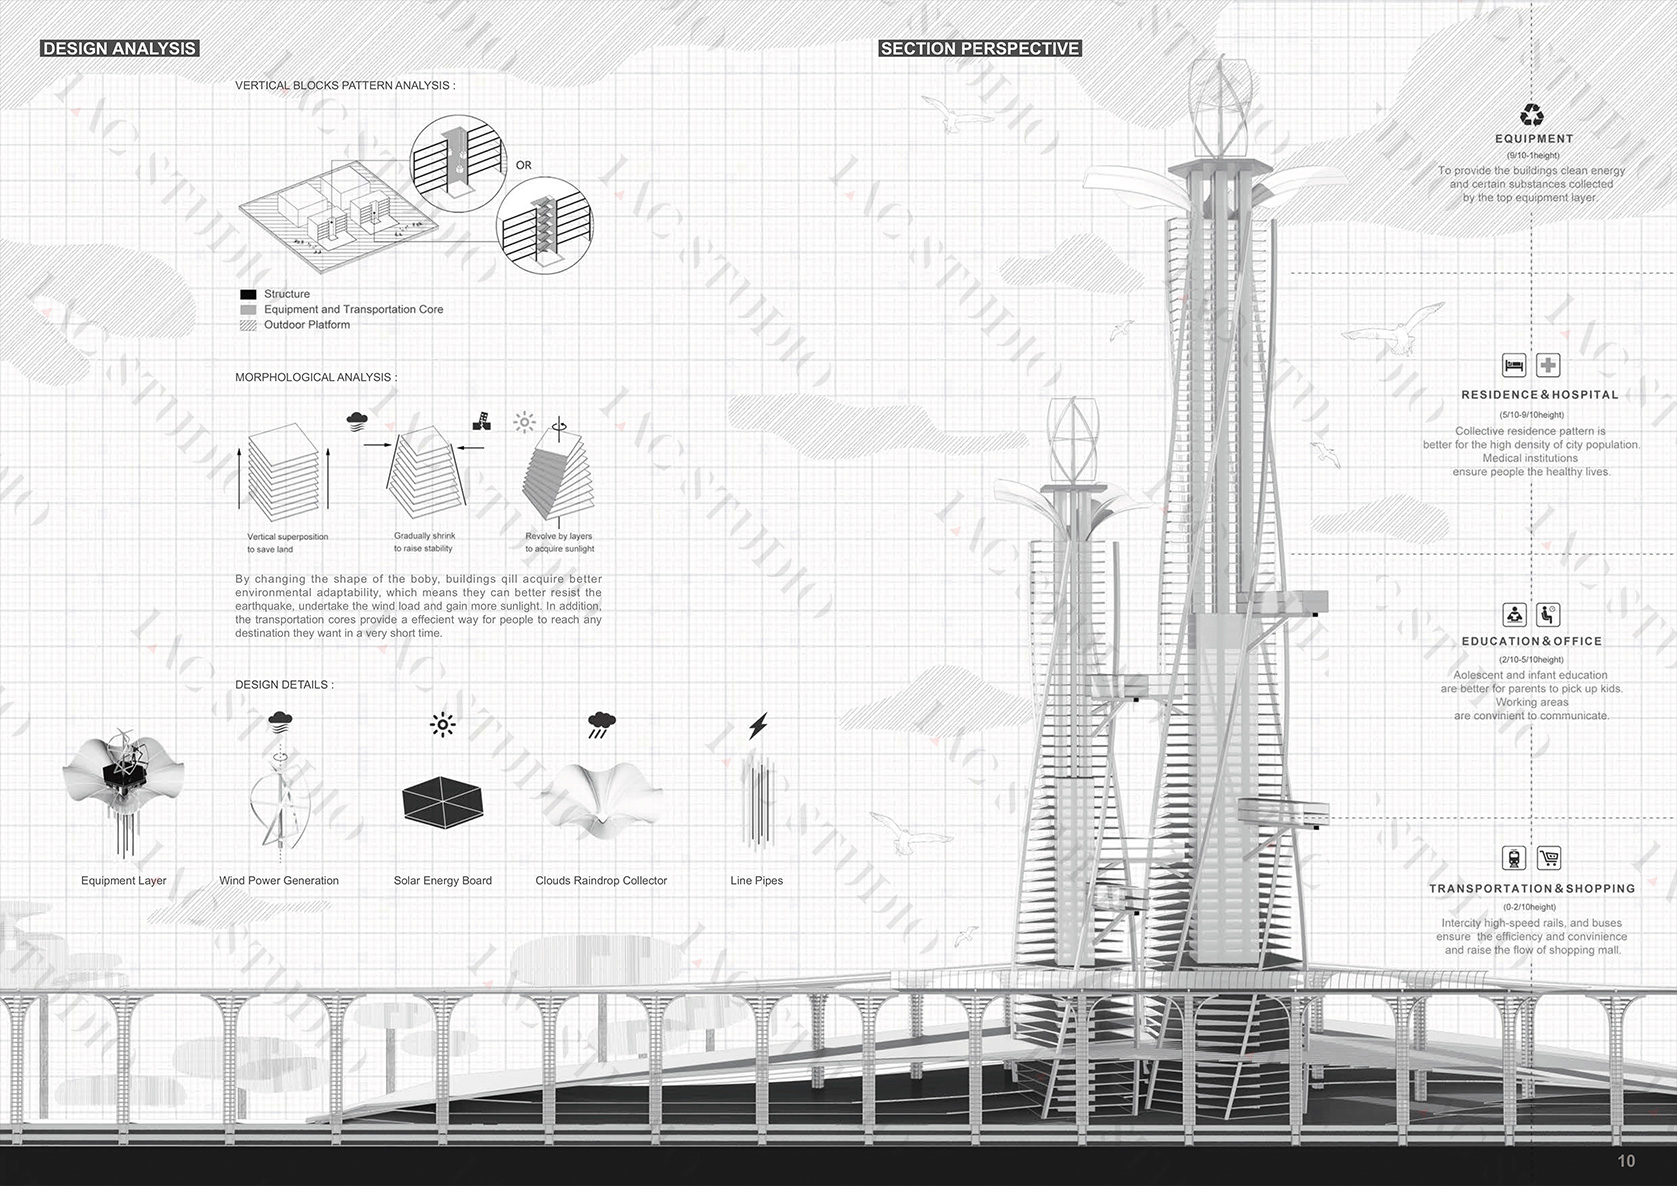 DESIGN ANALYSIS
VERTICAL BLOCKS PATTERN ANALYSIS :
OR
Structure
Equipment and Transportation Core
Outdoor Platform
MORPHOLOGICAL ANALYSIS :
Vertical superposition
to save land
Gradually shrink
to raise stability
Revolve by layers
to acquire sunlight
By changing the shape of the boby, buildings qill acquire better
environmental adaptability, which means they can better resist the
earthquake, undertake the wind load and gain more sunlight. In addition,
the transportation cores provide a effecient way for people to reach any
destination they want in a very short time.
DESIGN DETAILS :
Equipment Layer
Wind Power Generation
Solar Energy Board
Clouds Raindrop Collector
Line Pipes
SECTION PERSPECTIVE
EQUIPMENT
(9/10-1height)
To provide the buildings clean energy
and certain substances collected
by the top equipment layer.
RESIDENCE&HOSPITAL
(5/10-9/10height)
Collective residence pattern is
better for the high density of city population.
Medical institutions
ensure people the healthy lives.
EDUCATION&OFFICE
(2/10-5/10height)
Aolescent and infant education
are better for parents to pick up kids.
Working areas
are convinient to communicate.
TRANSPORTATION&SHOPPING
(0-2/10height)
Intercity high-speed rails, and buses
ensure the efficiency and convinience
and raise the flow of shopping mall.
10